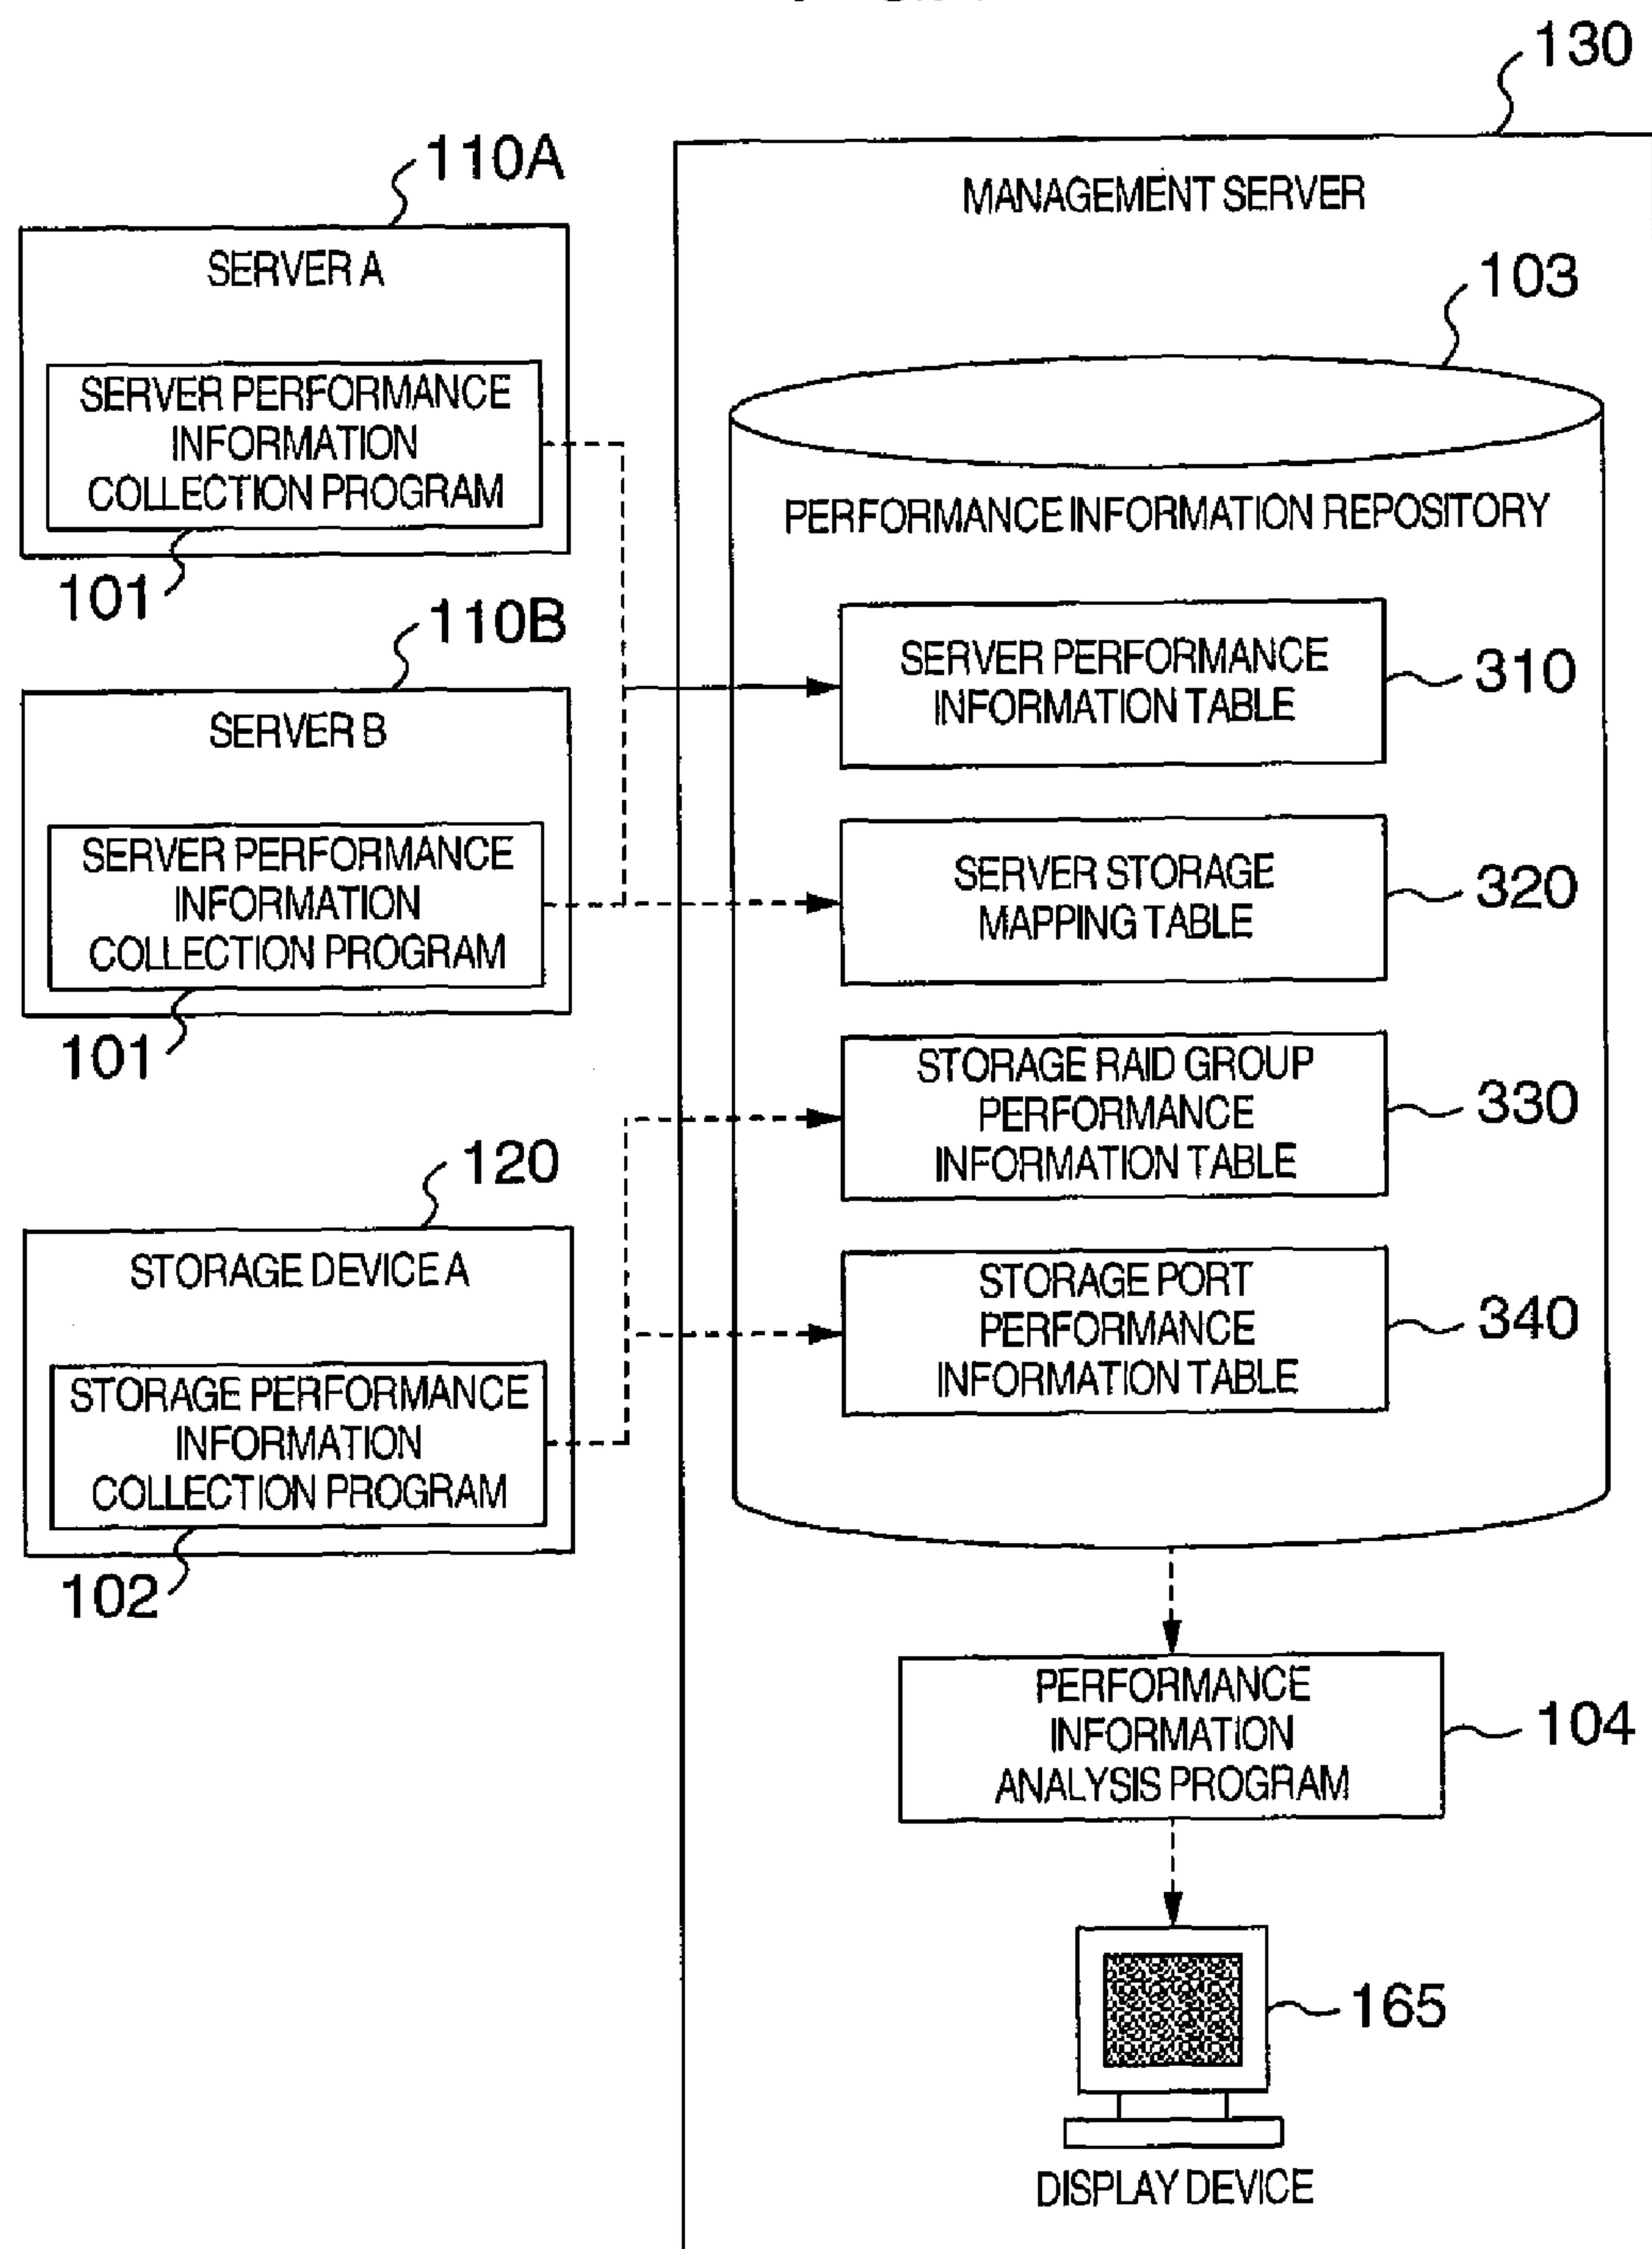 130
MANAGEMENT SERVER
110A
SERVER A
SERVER PERFORMANCE
INFORMATION
COLLECTION PROGRAM
101
110B
SERVER B
SERVER PERFORMANCE
INFORMATION
COLLECTION PROGRAM
101
120
STORAGE DEVICE A
STORAGE PERFORMANCE
INFORMATION
COLLECTION PROGRAM
102
103
PERFORMANCE INFORMATION REPOSITORY
SERVER PERFORMANCE
INFORMATION TABLE
310
SERVER STORAGE
MAPPING TABLE
320
STORAGE RAID GROUP
PERFORMANCE
INFORMATION TABLE
330
STORAGE PORT
PERFORMANCE
INFORMATION TABLE
340
PERFORMANCE
INFORMATION
ANALYSIS PROGRAM
104
165
DISPLAY DEVICE